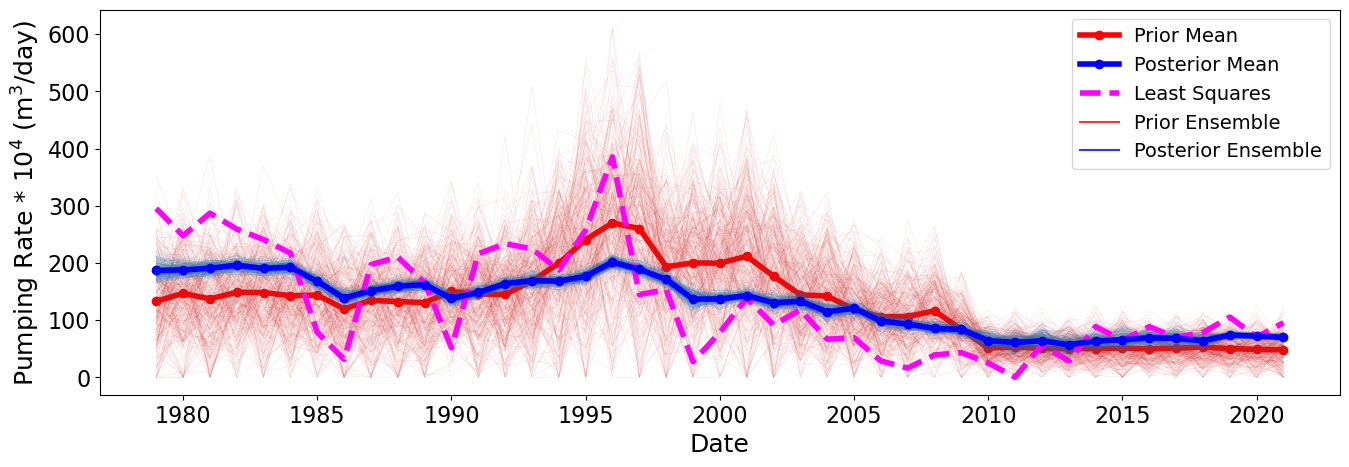 Pumping Rate * 10⁴ (m³/day)
600
500
400
300
200
100
0
Prior Mean
Posterior Mean
Least Squares
Prior Ensemble
Posterior Ensemble
1980 1985 1990 1995 2000 2005 2010 2015 2020
Date